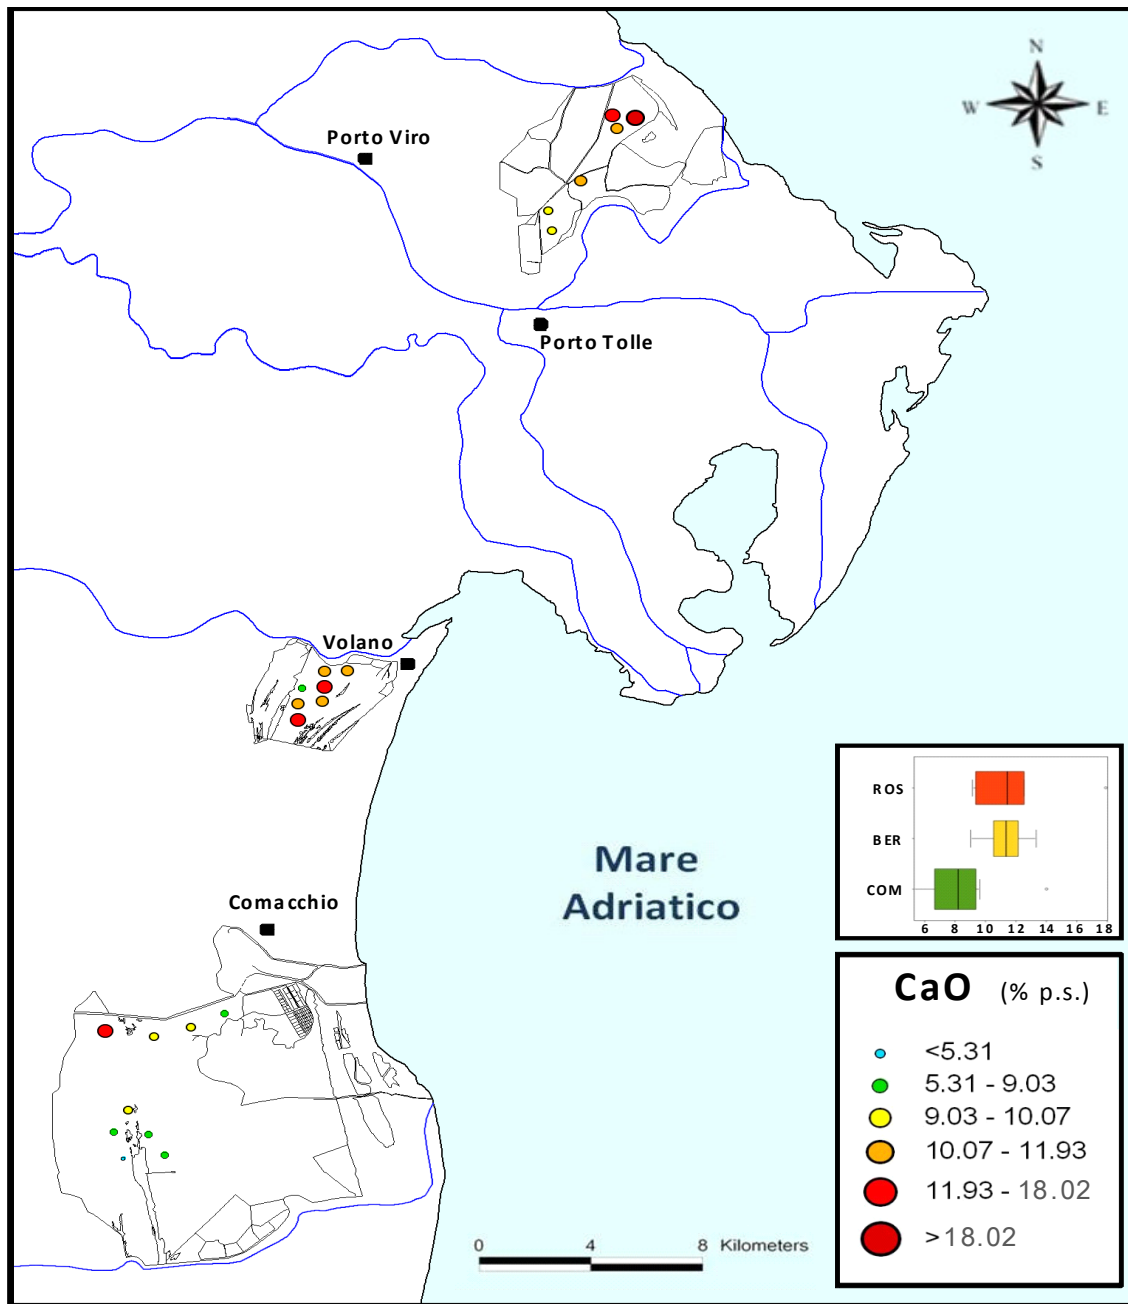 N
W E
S
Porto Viro
Porto Tolle
Volano
Comacchio
Mare
Adriatico
ROS
BER
COM
6 8 10 12 14 16 18
CaO (% p.s.)
<5.31
5.31 - 9.03
9.03 - 10.07
10.07 - 11.93
11.93 - 18.02
>18.02
0 4 8 Kilometers